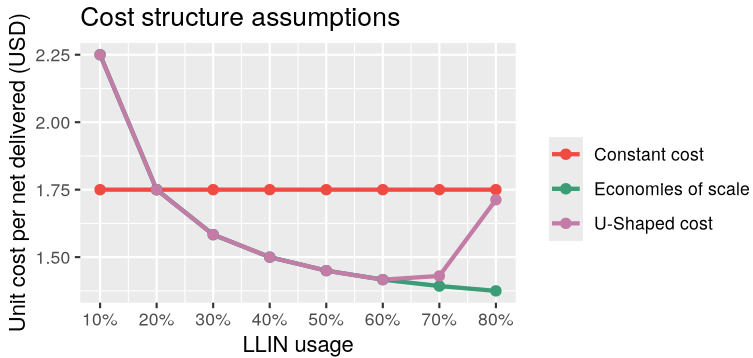 Cost structure assumptions
Unit cost per net delivered (USD)
2.25
2.00
1.75
1.50
10% 20% 30% 40% 50% 60% 70% 80%
LLIN usage
Constant cost
Economies of scale
U-Shaped cost